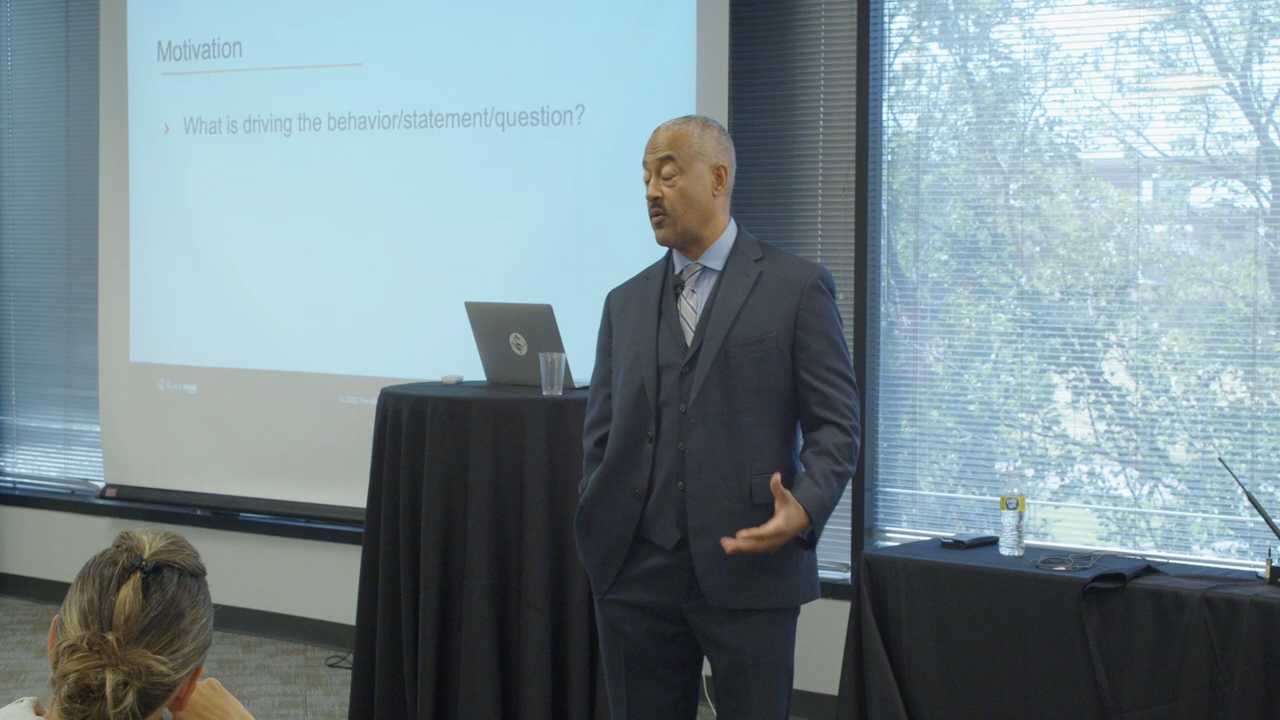 Motivation
› What is driving the behavior/statement/question?